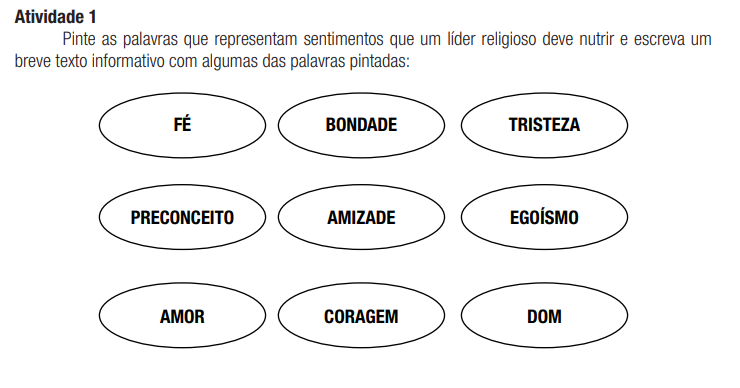 Atividade 1
Pinte as palavras que representam sentimentos que um líder religioso deve nutrir e escreva um
breve texto informativo com algumas das palavras pintadas:
FÉ BONDADE TRISTEZA
PRECONCEITO AMIZADE EGOÍSMO
AMOR CORAGEM DOM